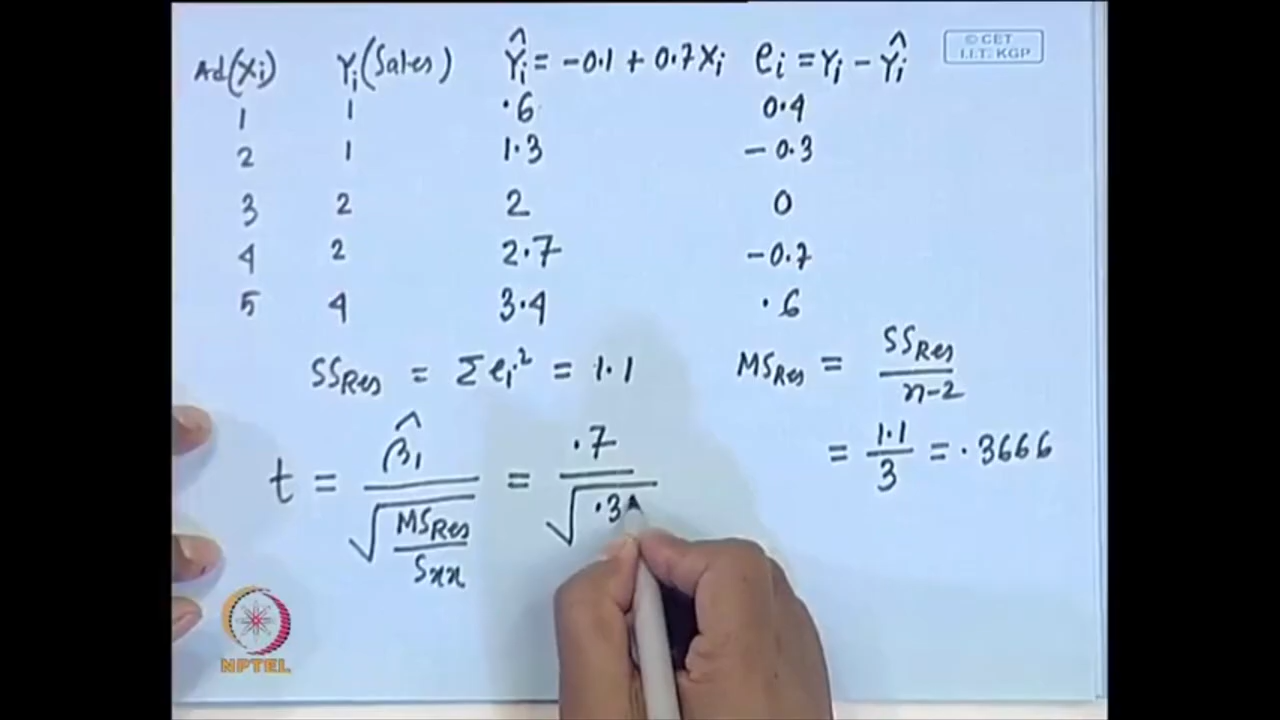 © CET
I.I.T. KGP
Ad(Xi) Yi(Sales) Ŷi = -0.1 + 0.7Xi ei = Yi - Ŷi
1 1 .6 0.4
2 1 1.3 -0.3
3 2 2 0
4 2 2.7 -0.7
5 4 3.4 .6
SSRes = Σei² = 1.1 MSRes = SSRes / n-2
= 1.1 / 3 = .3666
t = β̂1 / √(MSRes / Sxx) = .7 / √.3
NPTEL